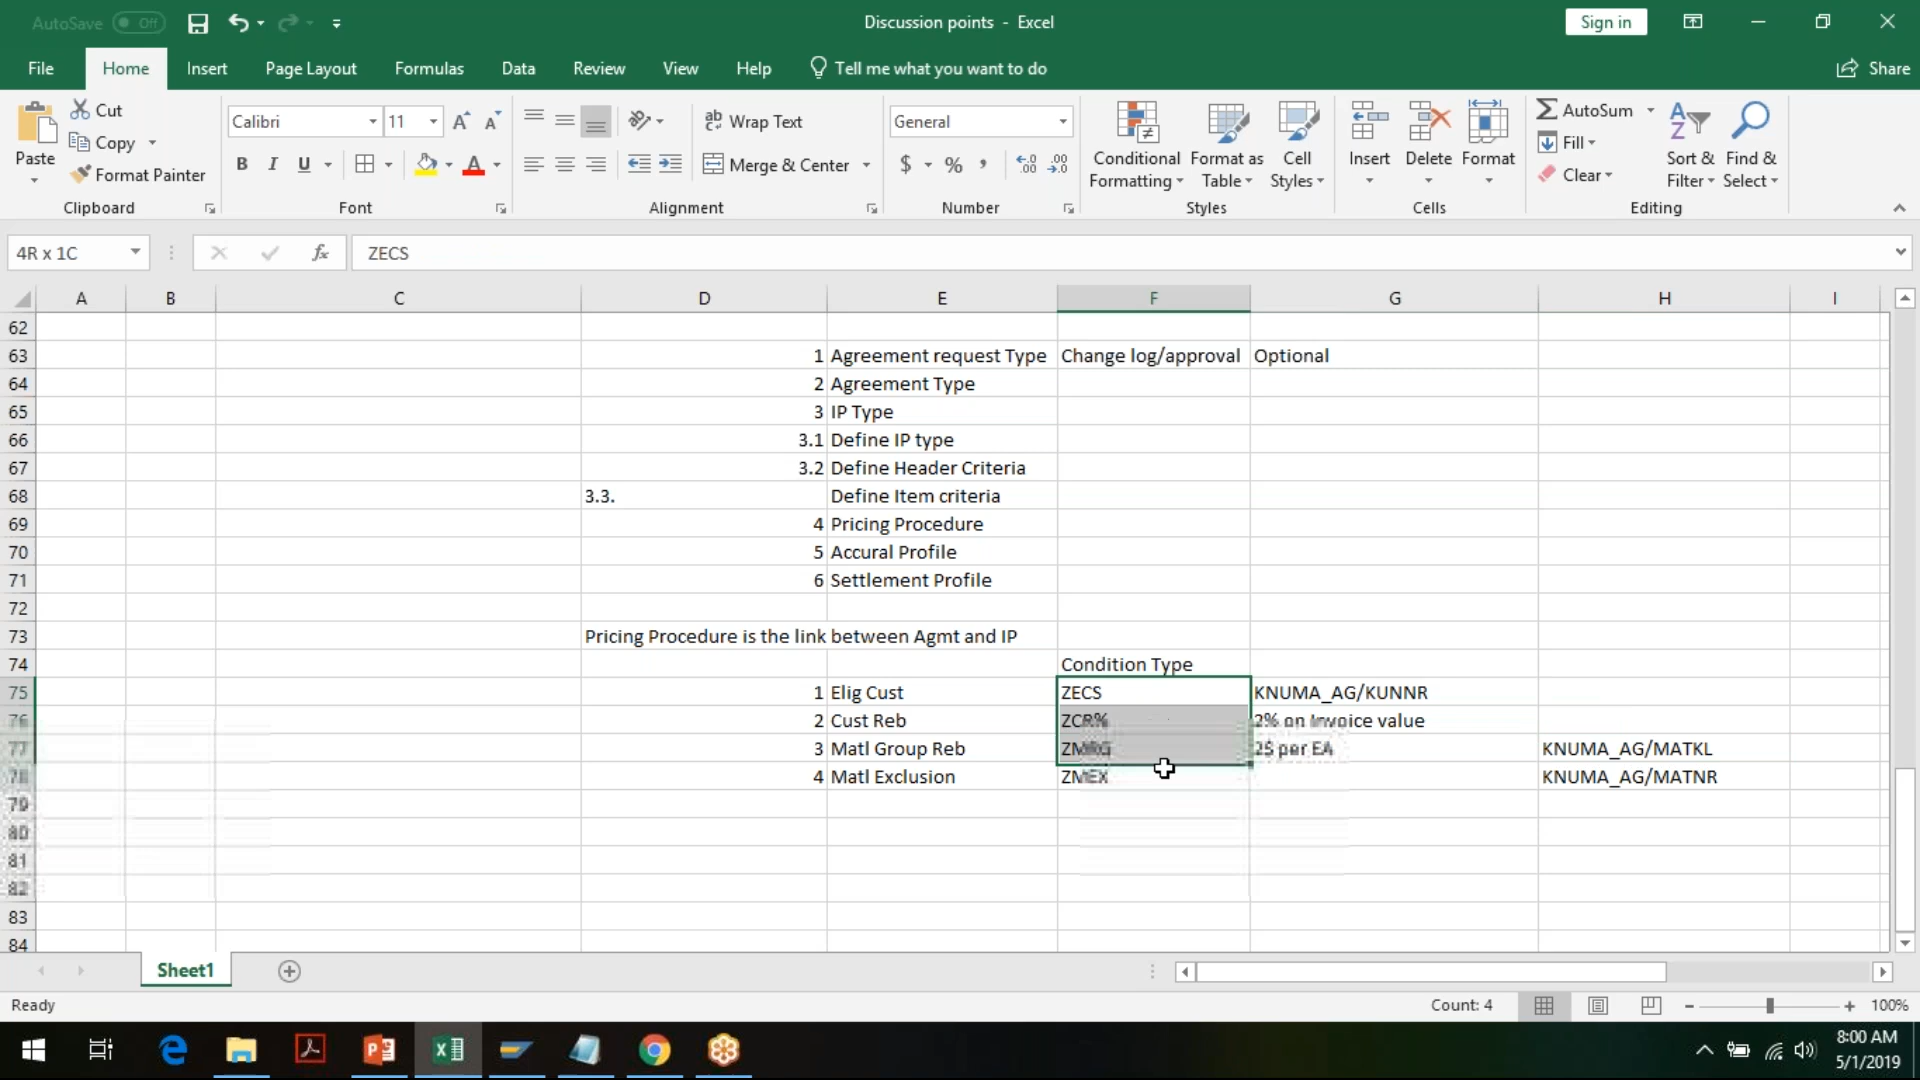 AutoSave Off
Discussion points - Excel
Sign in
File Home Insert Page Layout Formulas Data Review View Help Tell me what you want to do Share
Paste
Cut
Copy
Format Painter
Clipboard
Calibri 11
B I U
Font
Wrap Text
Merge & Center
Alignment
General
$ % ,
Number
Conditional Formatting
Format as Table
Cell Styles
Styles
Insert Delete Format
Cells
AutoSum
Fill
Clear
Sort & Filter
Find & Select
Editing
4R x 1C fx ZECS
A B C D E F G H I
62
63 1 Agreement request Type Change log/approval Optional
64 2 Agreement Type
65 3 IP Type
66 3.1 Define IP type
67 3.2 Define Header Criteria
68 3.3. Define Item criteria
69 4 Pricing Procedure
70 5 Accural Profile
71 6 Settlement Profile
72
73 Pricing Procedure is the link between Agmt and IP
74 Condition Type
75 1 Elig Cust ZECS KNUMA_AG/KUNNR
76 2 Cust Reb ZCR% 2% on Invoice value
77 3 Matl Group Reb ZMRG 2$ per EA KNUMA_AG/MATKL
78 4 Matl Exclusion ZMEX KNUMA_AG/MATNR
79
80
81
82
83
84
Sheet1
Ready Count: 4 100%
8:00 AM
5/1/2019